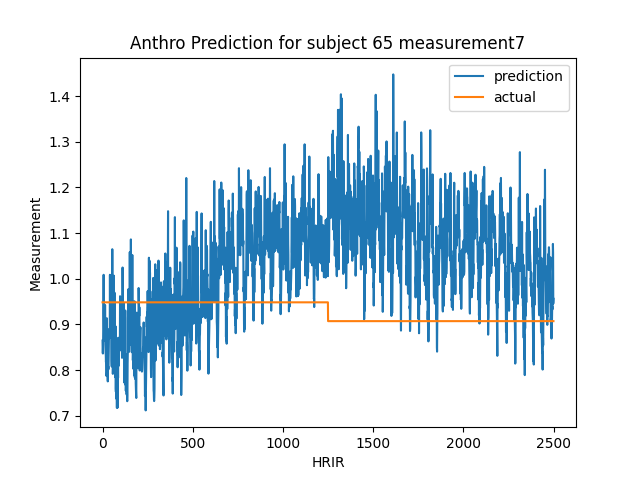 Anthro Prediction for subject 65 measurement7
prediction
actual
Measurement
1.4
1.3
1.2
1.1
1.0
0.9
0.8
0.7
0
500
1000
1500
2000
2500
HRIR